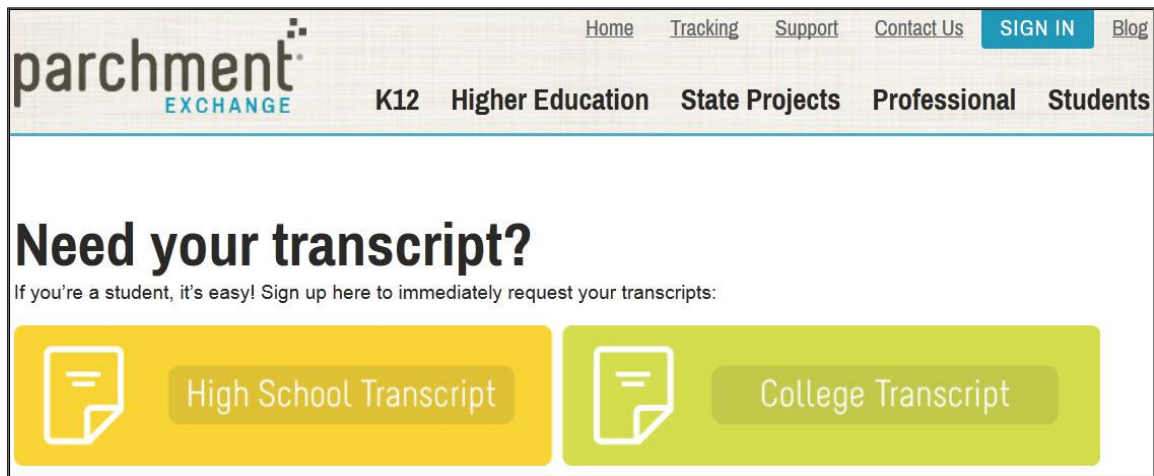 Home Tracking Support Contact Us SIGN IN Blog
parchment
EXCHANGE
K12 Higher Education State Projects Professional Students
Need your transcript?
If you're a student, it's easy! Sign up here to immediately request your transcripts:
High School Transcript College Transcript